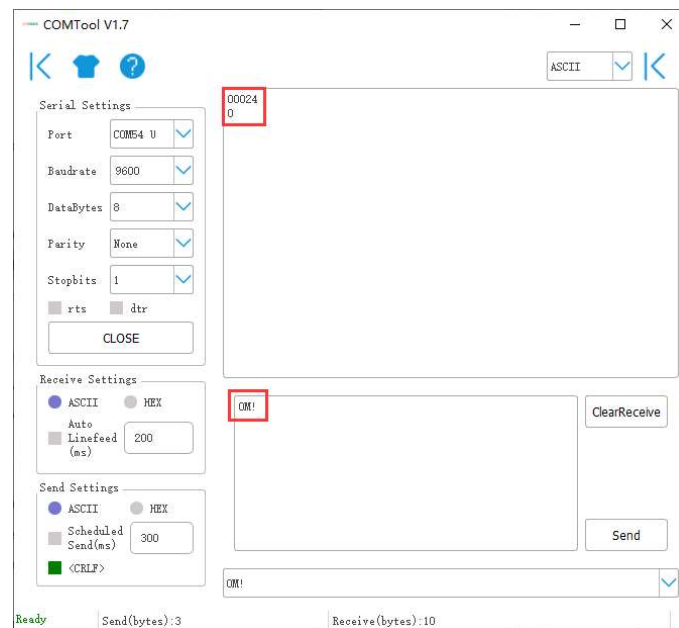 COMTool V1.7
ASCII
Serial Settings
Port COM54 U
Baudrate 9600
DataBytes 8
Parity None
Stopbits 1
rts dtr
CLOSE
00024
0
Receive Settings
ASCII HEX
Auto
Linefeed
(ms)
200
OM!
ClearReceive
Send Settings
ASCII HEX
Scheduled
Send(ms)
300
<CRLF>
Send
OM!
Ready Send(bytes):3 Receive(bytes):10